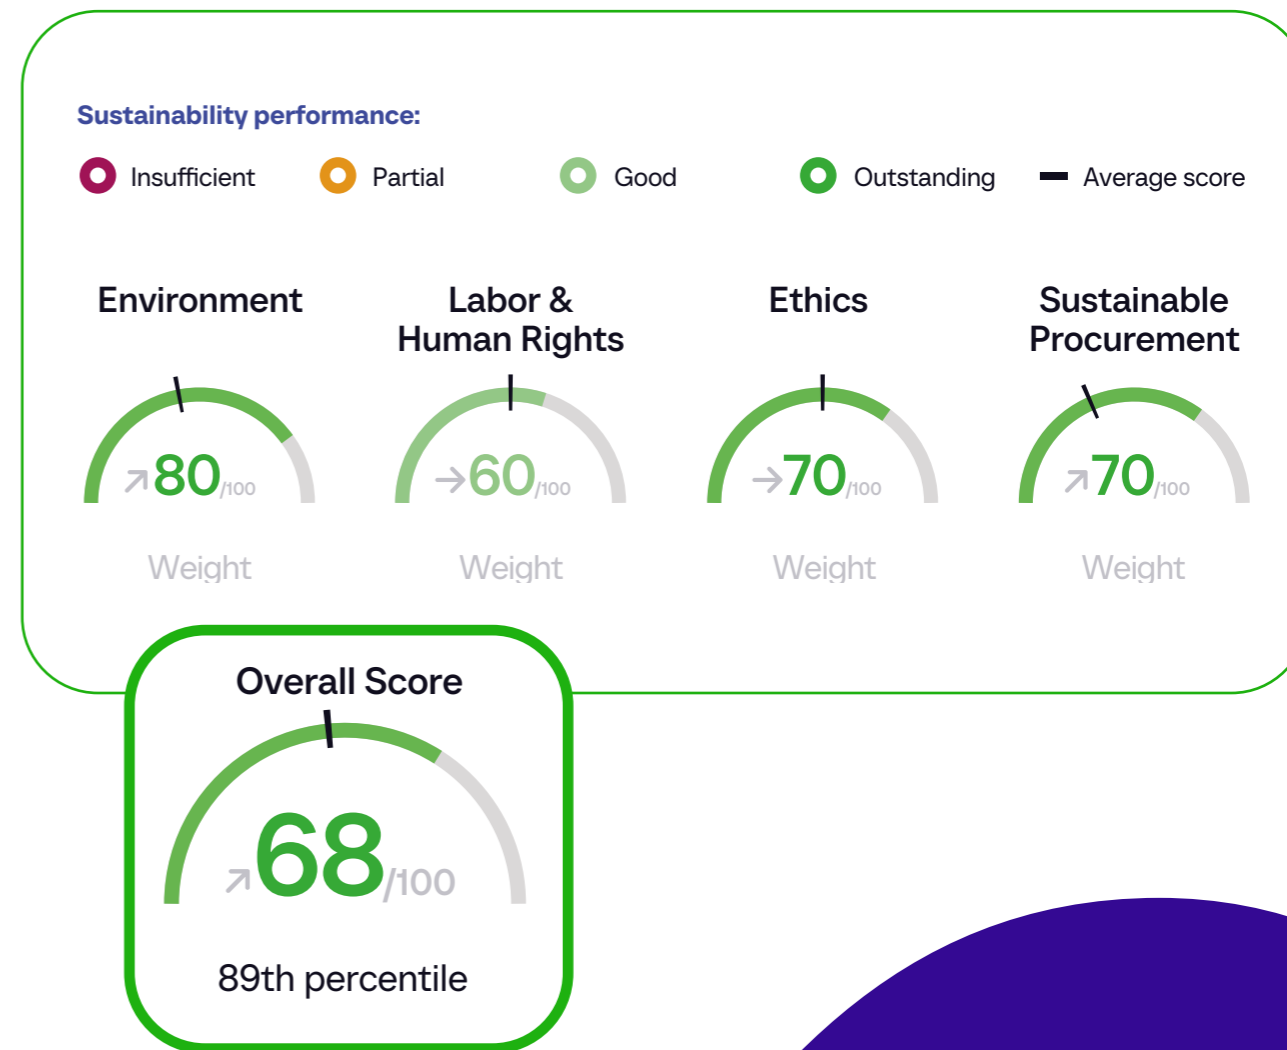 Sustainability performance:
Insufficient
Partial
Good
Outstanding
Average score
Environment
Labor &
Human Rights
Ethics
Sustainable
Procurement
80/100
60/100
70/100
70/100
Weight
Weight
Weight
Weight
Overall Score
68/100
89th percentile